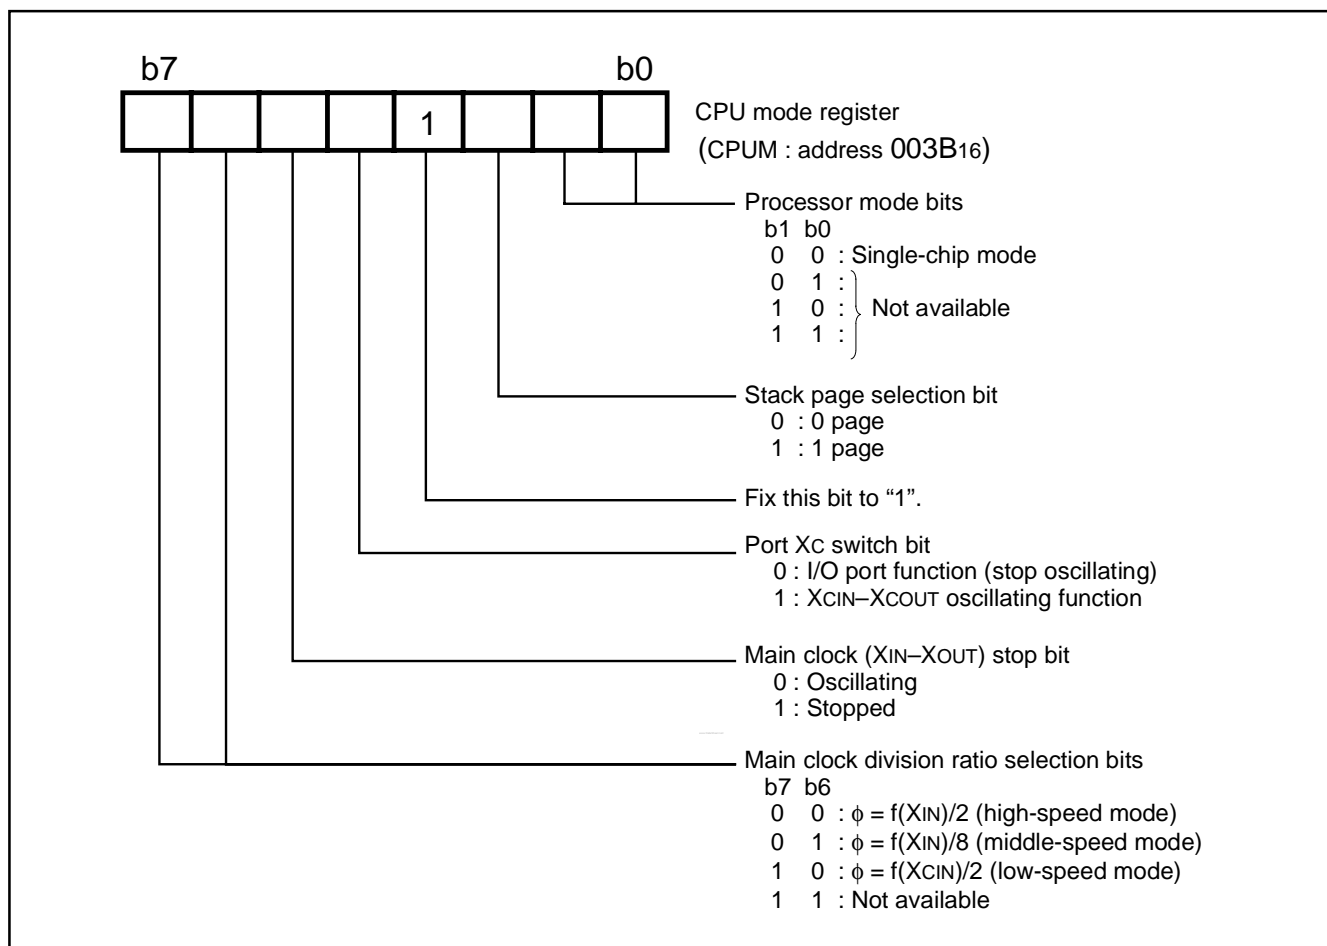 b7 b0
1
CPU mode register
(CPUM : address 003B16)
Processor mode bits
b1 b0
0 0 : Single-chip mode
0 1 :
1 0 : Not available
1 1 :
Stack page selection bit
0 : 0 page
1 : 1 page
Fix this bit to “1”.
Port XC switch bit
0 : I/O port function (stop oscillating)
1 : XCIN–XCOUT oscillating function
Main clock (XIN–XOUT) stop bit
0 : Oscillating
1 : Stopped
Main clock division ratio selection bits
b7 b6
0 0 : ϕ = f(XIN)/2 (high-speed mode)
0 1 : ϕ = f(XIN)/8 (middle-speed mode)
1 0 : ϕ = f(XCIN)/2 (low-speed mode)
1 1 : Not available